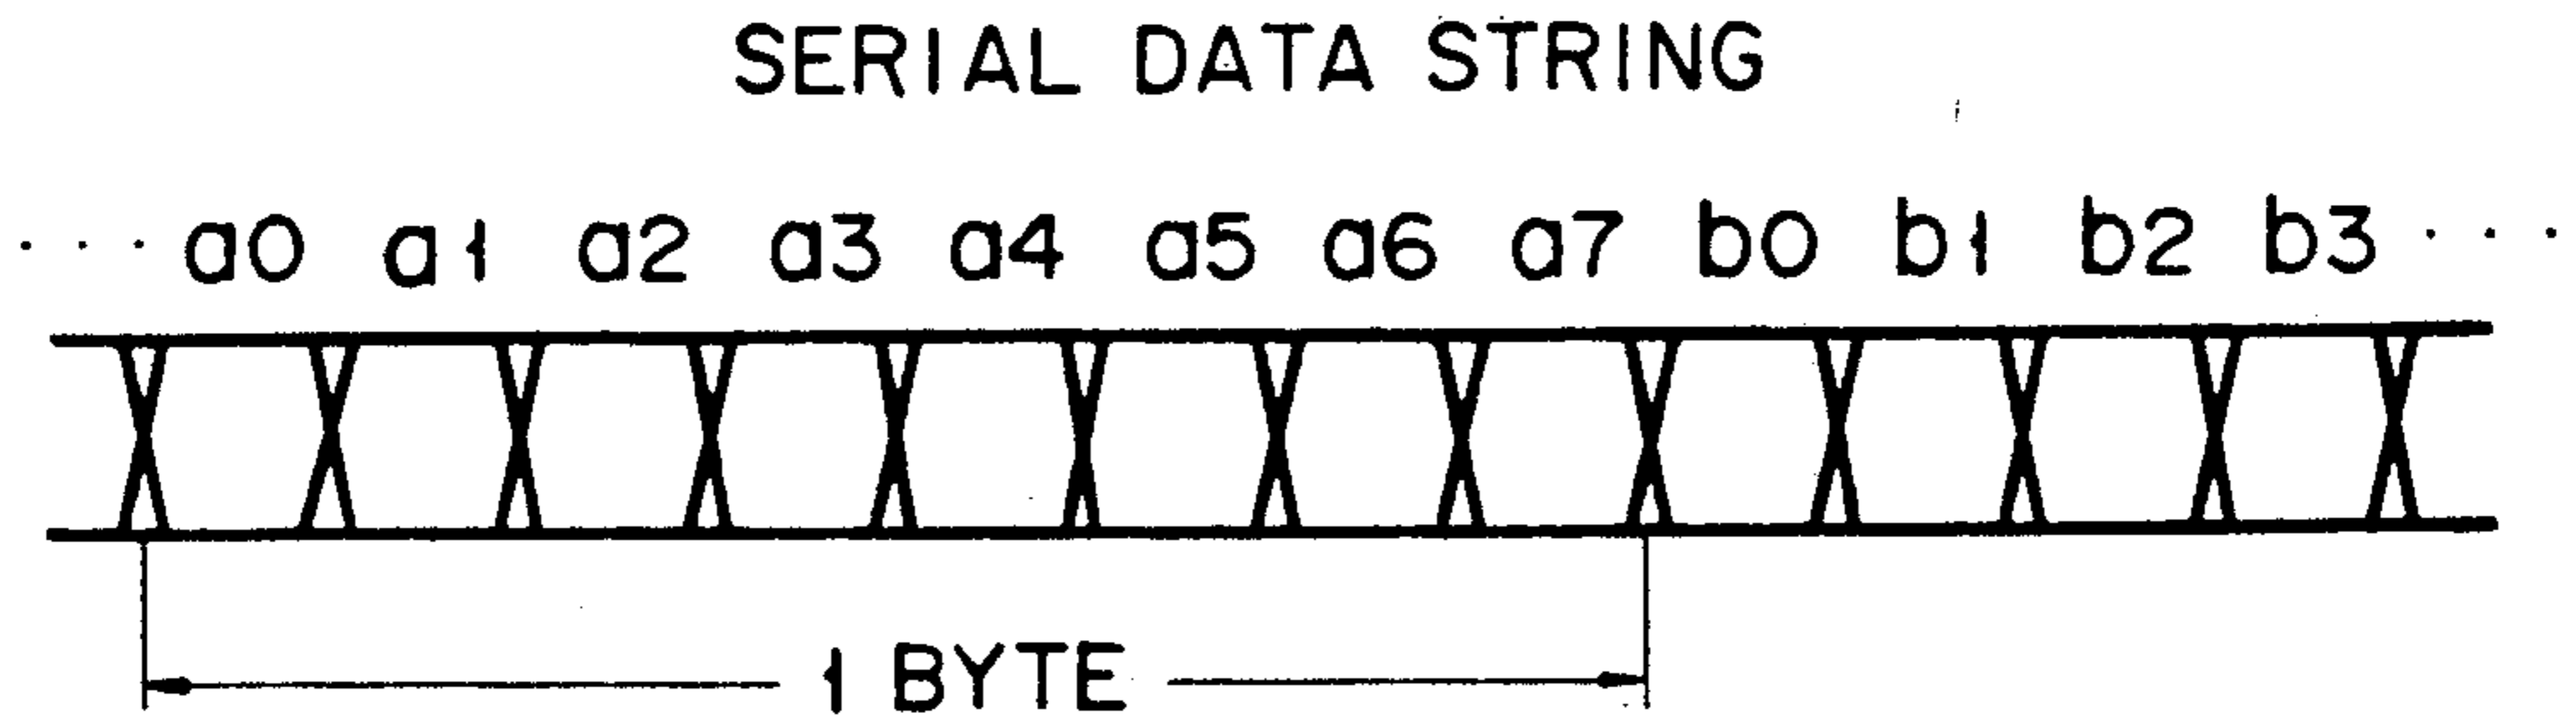 SERIAL DATA STRING
· · · a0 a1 a2 a3 a4 a5 a6 a7 b0 b1 b2 b3 · · ·
1 BYTE